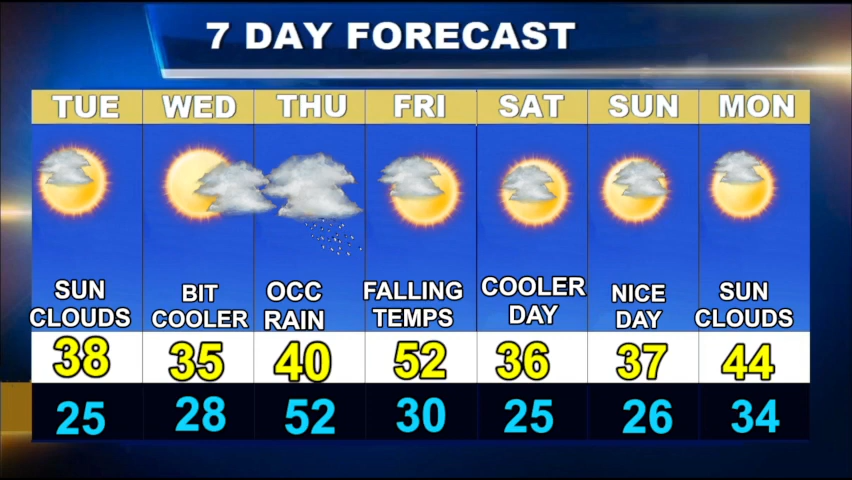 7 DAY FORECAST
TUE WED THU FRI SAT SUN MON
SUN CLOUDS
BIT COOLER
OCC RAIN
FALLING TEMPS
COOLER DAY
NICE DAY
SUN CLOUDS
38 35 40 52 36 37 44
25 28 52 30 25 26 34